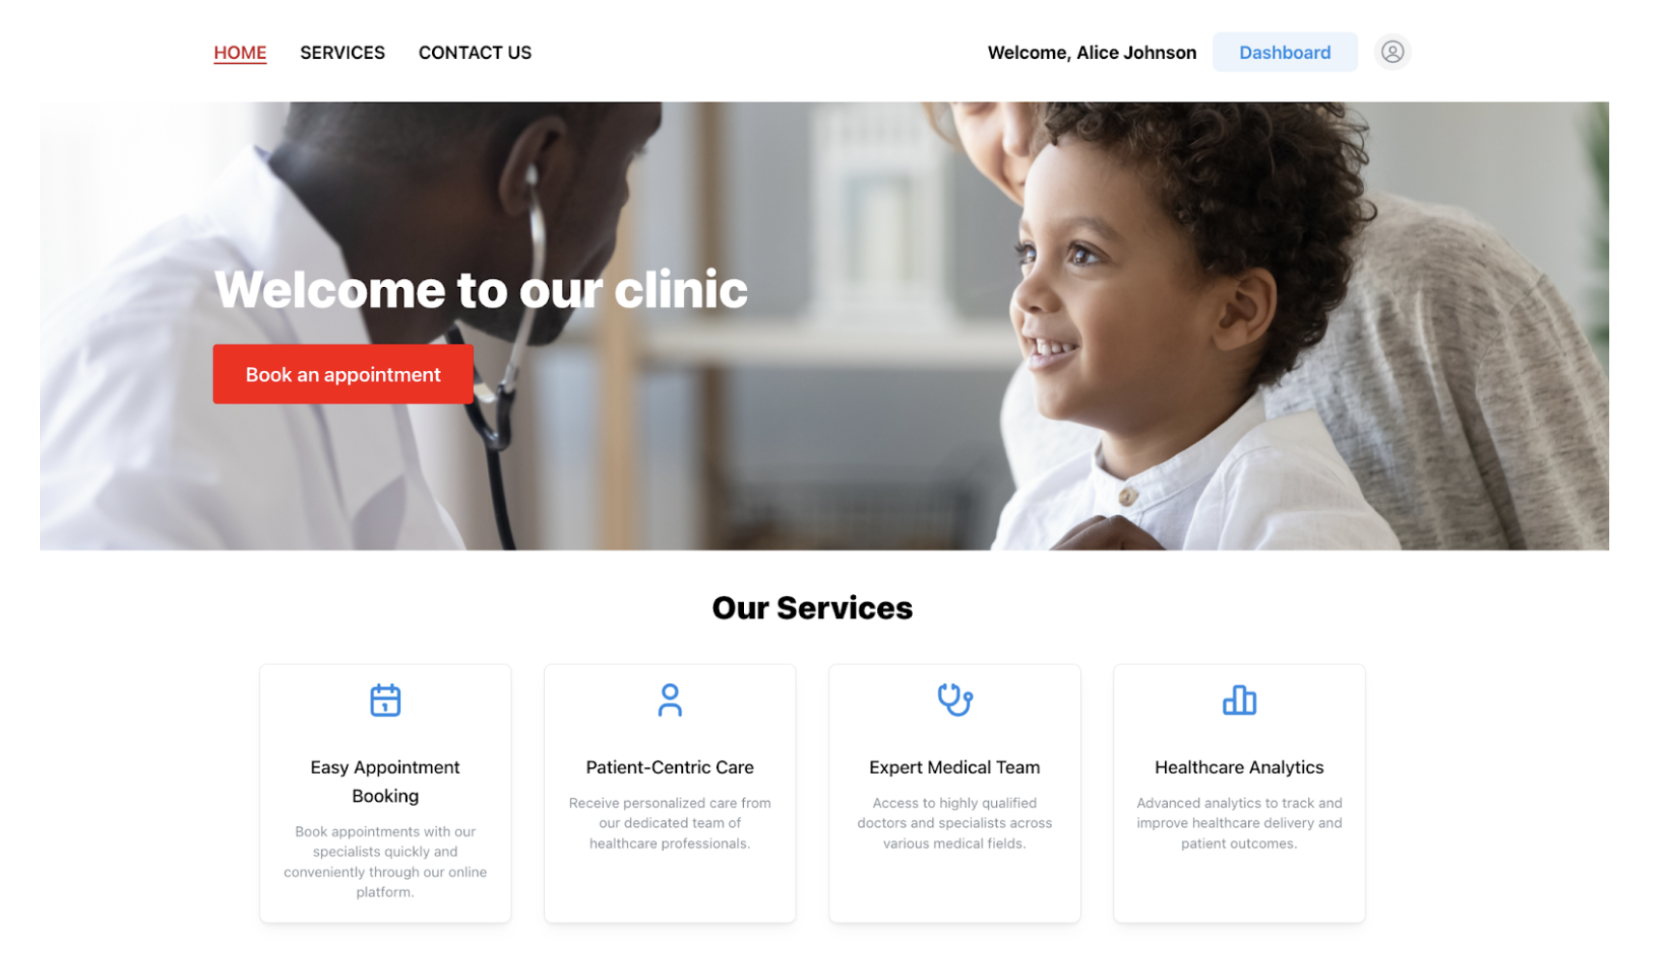 HOME SERVICES CONTACT US Welcome, Alice Johnson Dashboard
Welcome to our clinic
Book an appointment
Our Services
Easy Appointment
Booking
Book appointments with our
specialists quickly and
conveniently through our online
platform.
Patient-Centric Care
Receive personalized care from
our dedicated team of
healthcare professionals.
Expert Medical Team
Access to highly qualified
doctors and specialists across
various medical fields.
Healthcare Analytics
Advanced analytics to track and
improve healthcare delivery and
patient outcomes.